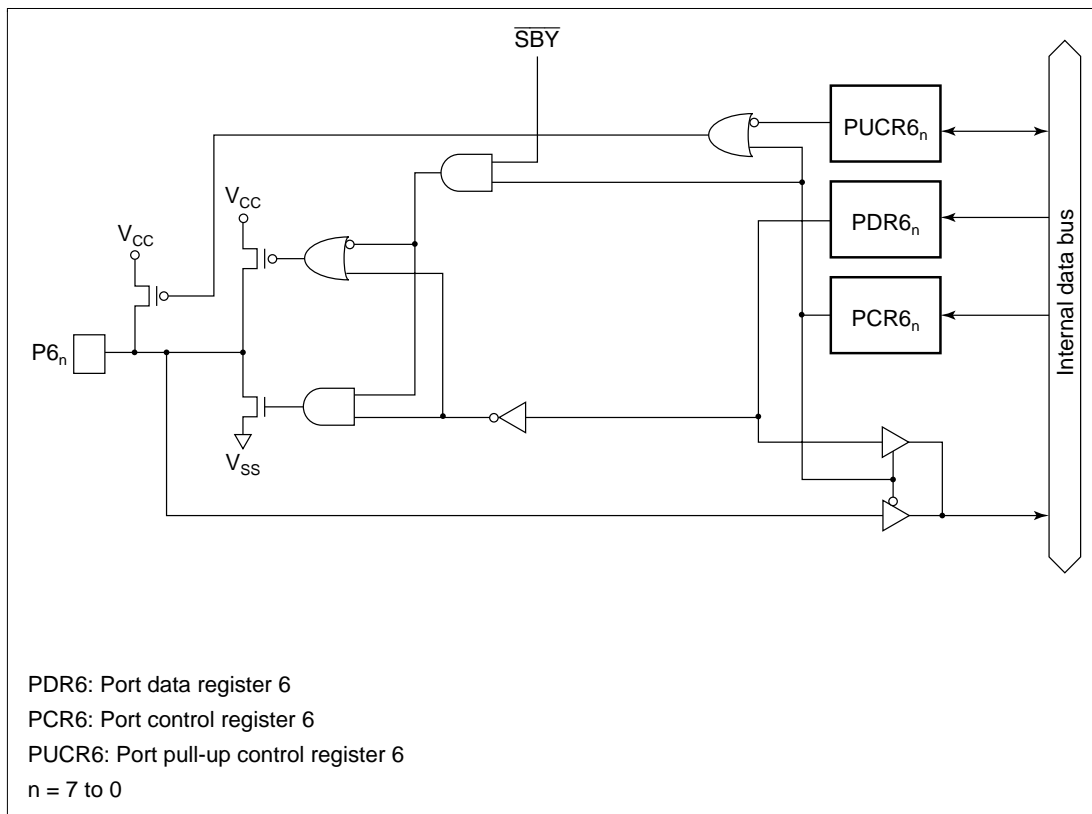 SBY
PUCR6n
VCC
PDR6n
VCC
PCR6n
P6n
VSS
Internal data bus
PDR6: Port data register 6
PCR6: Port control register 6
PUCR6: Port pull-up control register 6
n = 7 to 0